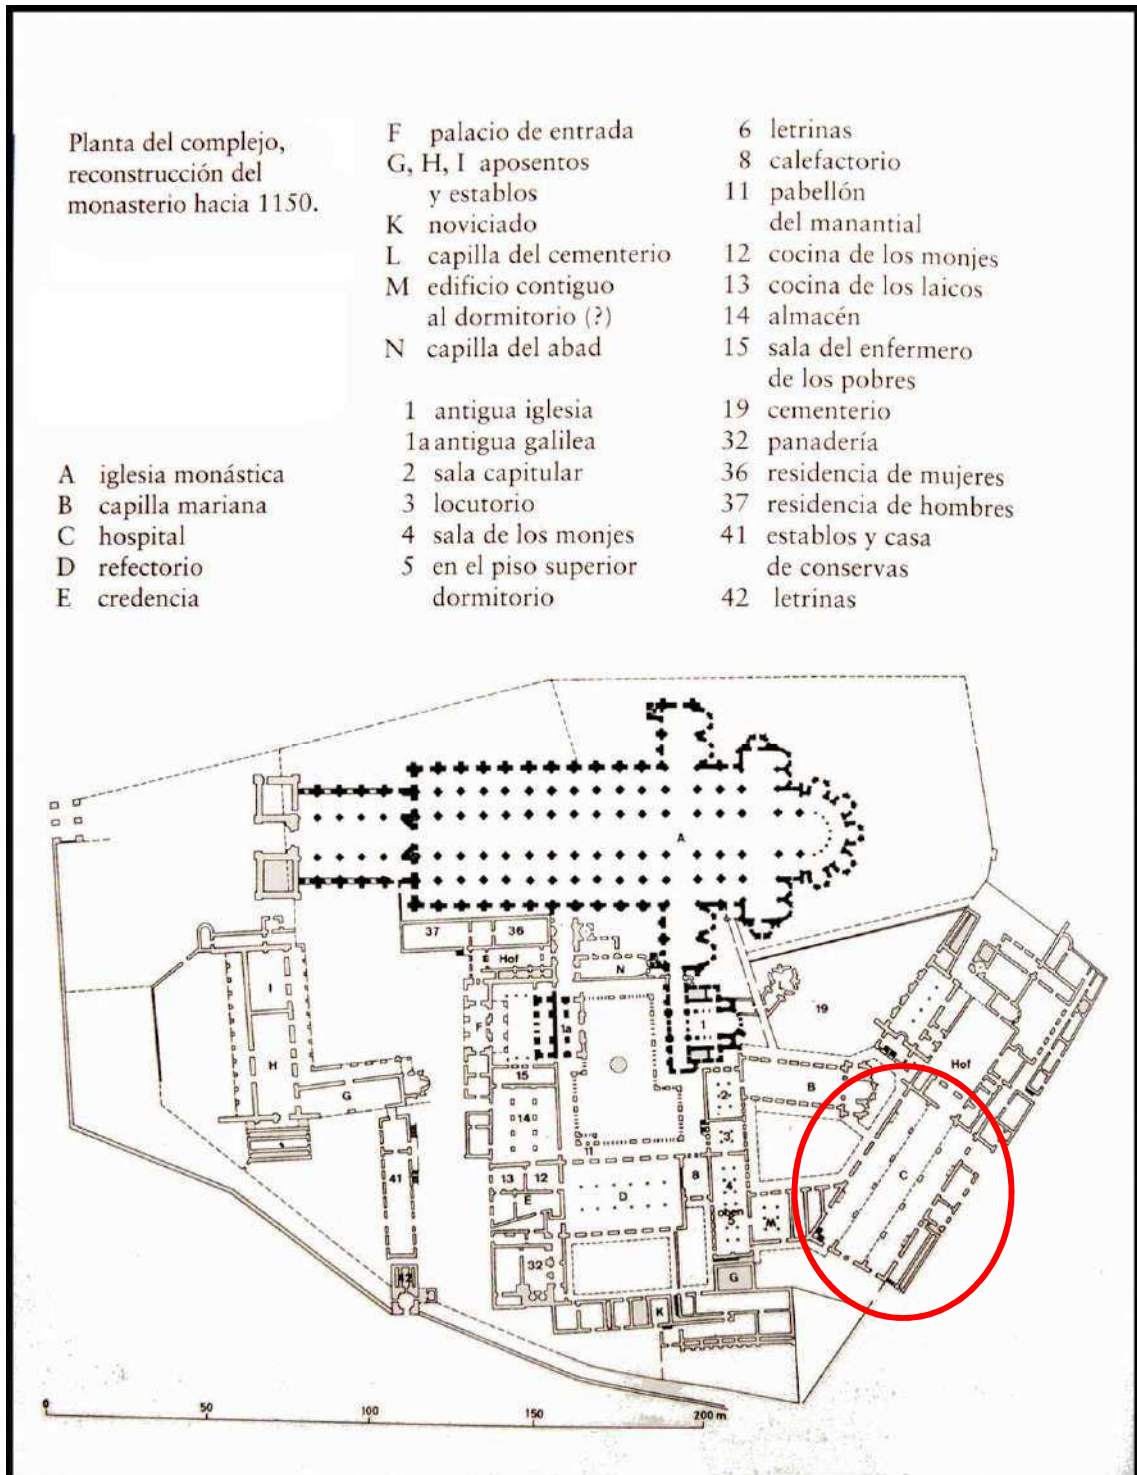 Planta del complejo,
reconstrucción del
monasterio hacia 1150.
A iglesia monástica
B capilla mariana
C hospital
D refectorio
E credencia
F palacio de entrada
G, H, I aposentos
y establos
K noviciado
L capilla del cementerio
M edificio contiguo
al dormitorio (?)
N capilla del abad
1 antigua iglesia
1a antigua galilea
2 sala capitular
3 locutorio
4 sala de los monjes
5 en el piso superior
dormitorio
6 letrinas
8 calefactorio
11 pabellón
del manantial
12 cocina de los monjes
13 cocina de los laicos
14 almacén
15 sala del enfermero
de los pobres
19 cementerio
32 panadería
36 residencia de mujeres
37 residencia de hombres
41 establos y casa
de conservas
42 letrinas
A
37 36
Hof
N
I
F
1a
1
19
H
15
B
Hof
G
2
14
3
11
41
13 12
D
8
4
C
E
oben
5
M
32
42
G
K
0 50 100 150 200 m